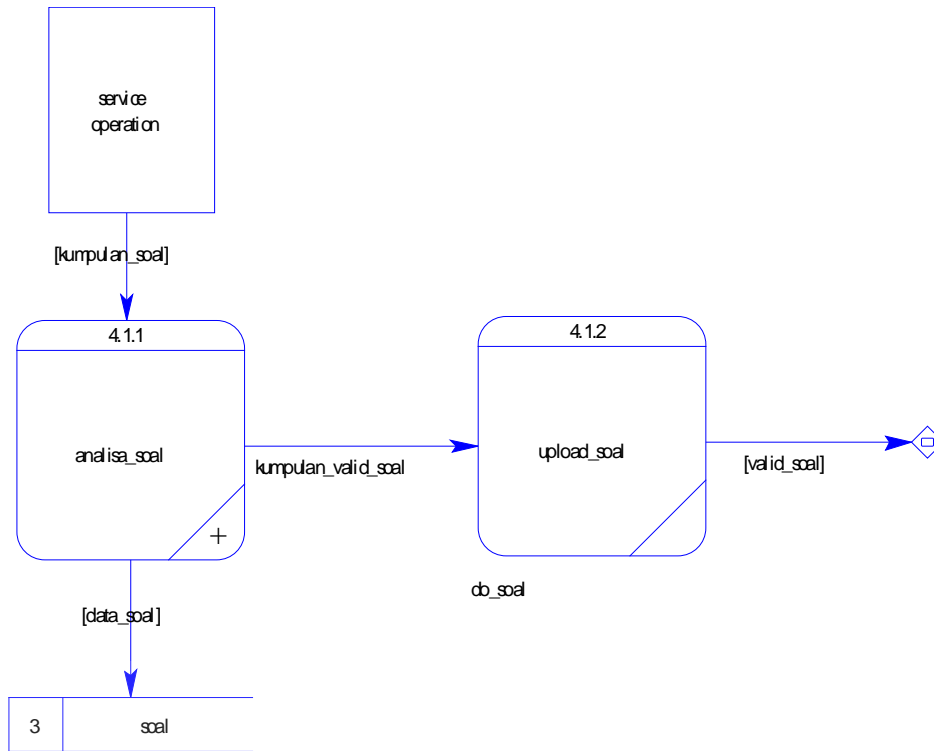 service
operation
[kumpulan_soal]
4.1.1
analisa_soal
+
kumpulan_valid_soal
4.1.2
upload_soal
[valid_soal]
db_soal
[data_soal]
3
soal